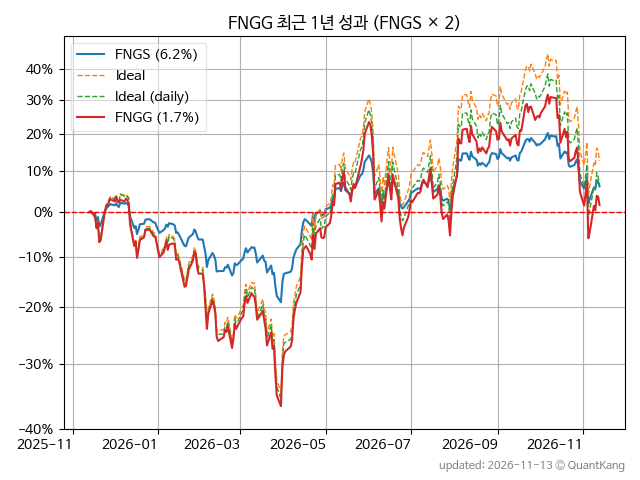 FNGG 최근 1년 성과 (FNGS × 2)
FNGS (6.2%)
Ideal
Ideal (daily)
FNGG (1.7%)
40%
30%
20%
10%
0%
−10%
−20%
−30%
−40%
2025−11
2026−01
2026−03
2026−05
2026−07
2026−09
2026−11
updated: 2026-11-13 ⓒ QuantKang